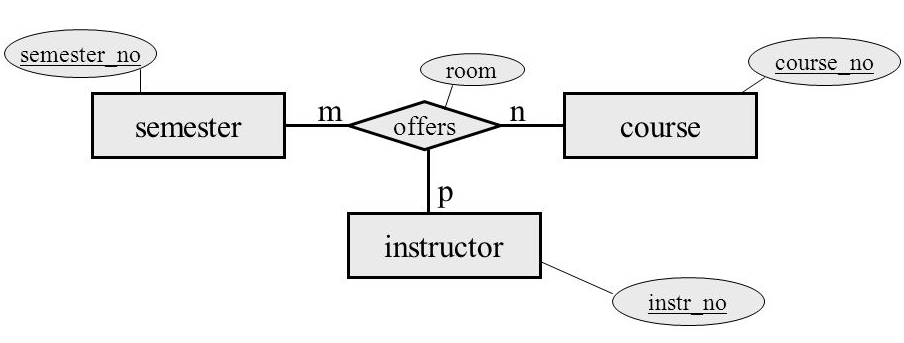 semester_no
room
course_no
semester
m
offers
n
course
p
instructor
instr_no